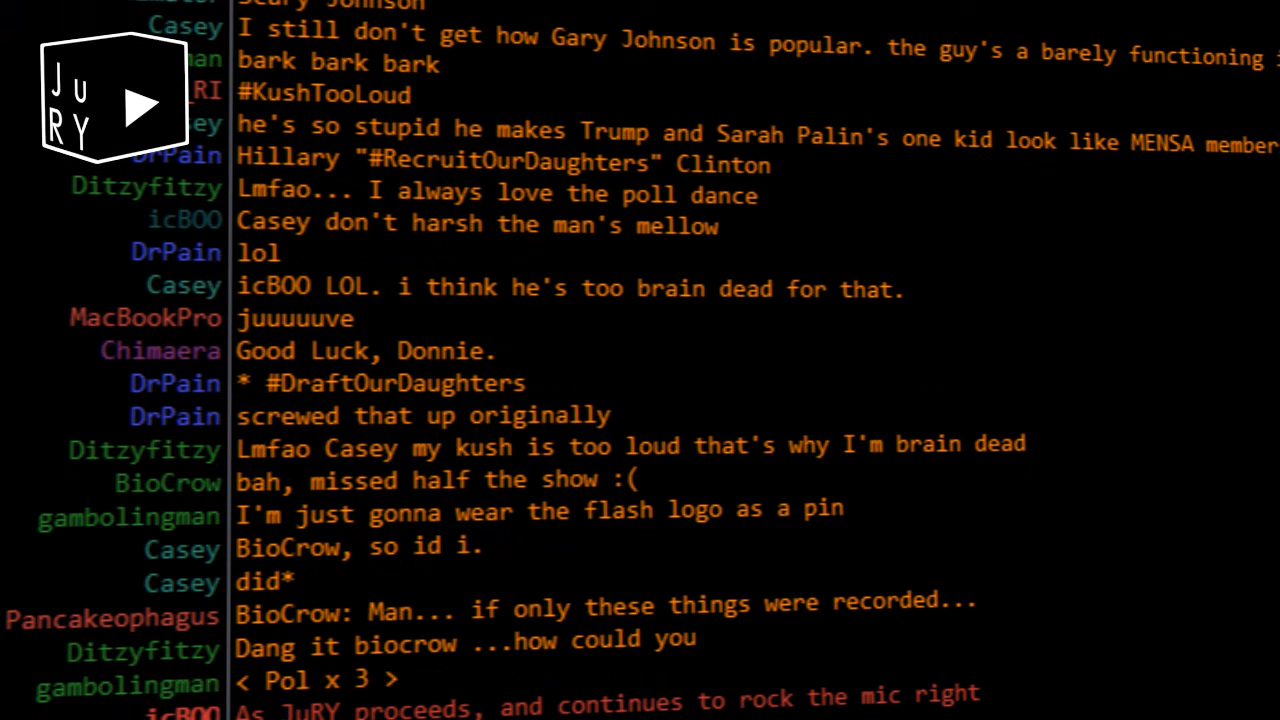 Johnson
Casey I still don't get how Gary Johnson is popular. the guy's a barely functioning
bark bark bark
RI #KushTooLoud
he's so stupid he makes Trump and Sarah Palin's one kid look like MENSA member
DrPain Hillary "#RecruitOurDaughters" Clinton
Ditzyfitzy Lmfao... I always love the poll dance
icBOO Casey don't harsh the man's mellow
DrPain lol
Casey icBOO LOL. i think he's too brain dead for that.
MacBookPro juuuuuve
Chimaera Good Luck, Donnie.
DrPain * #DraftOurDaughters
DrPain screwed that up originally
Ditzyfitzy Lmfao Casey my kush is too loud that's why I'm brain dead
BioCrow bah, missed half the show :(
gambolingman I'm just gonna wear the flash logo as a pin
Casey BioCrow, so id i.
Casey did*
Pancakeophagus BioCrow: Man... if only these things were recorded...
Ditzyfitzy Dang it biocrow ...how could you
gambolingman < Pol x 3 >
icBOO As JuRY proceeds, and continues to rock the mic right
JuRY